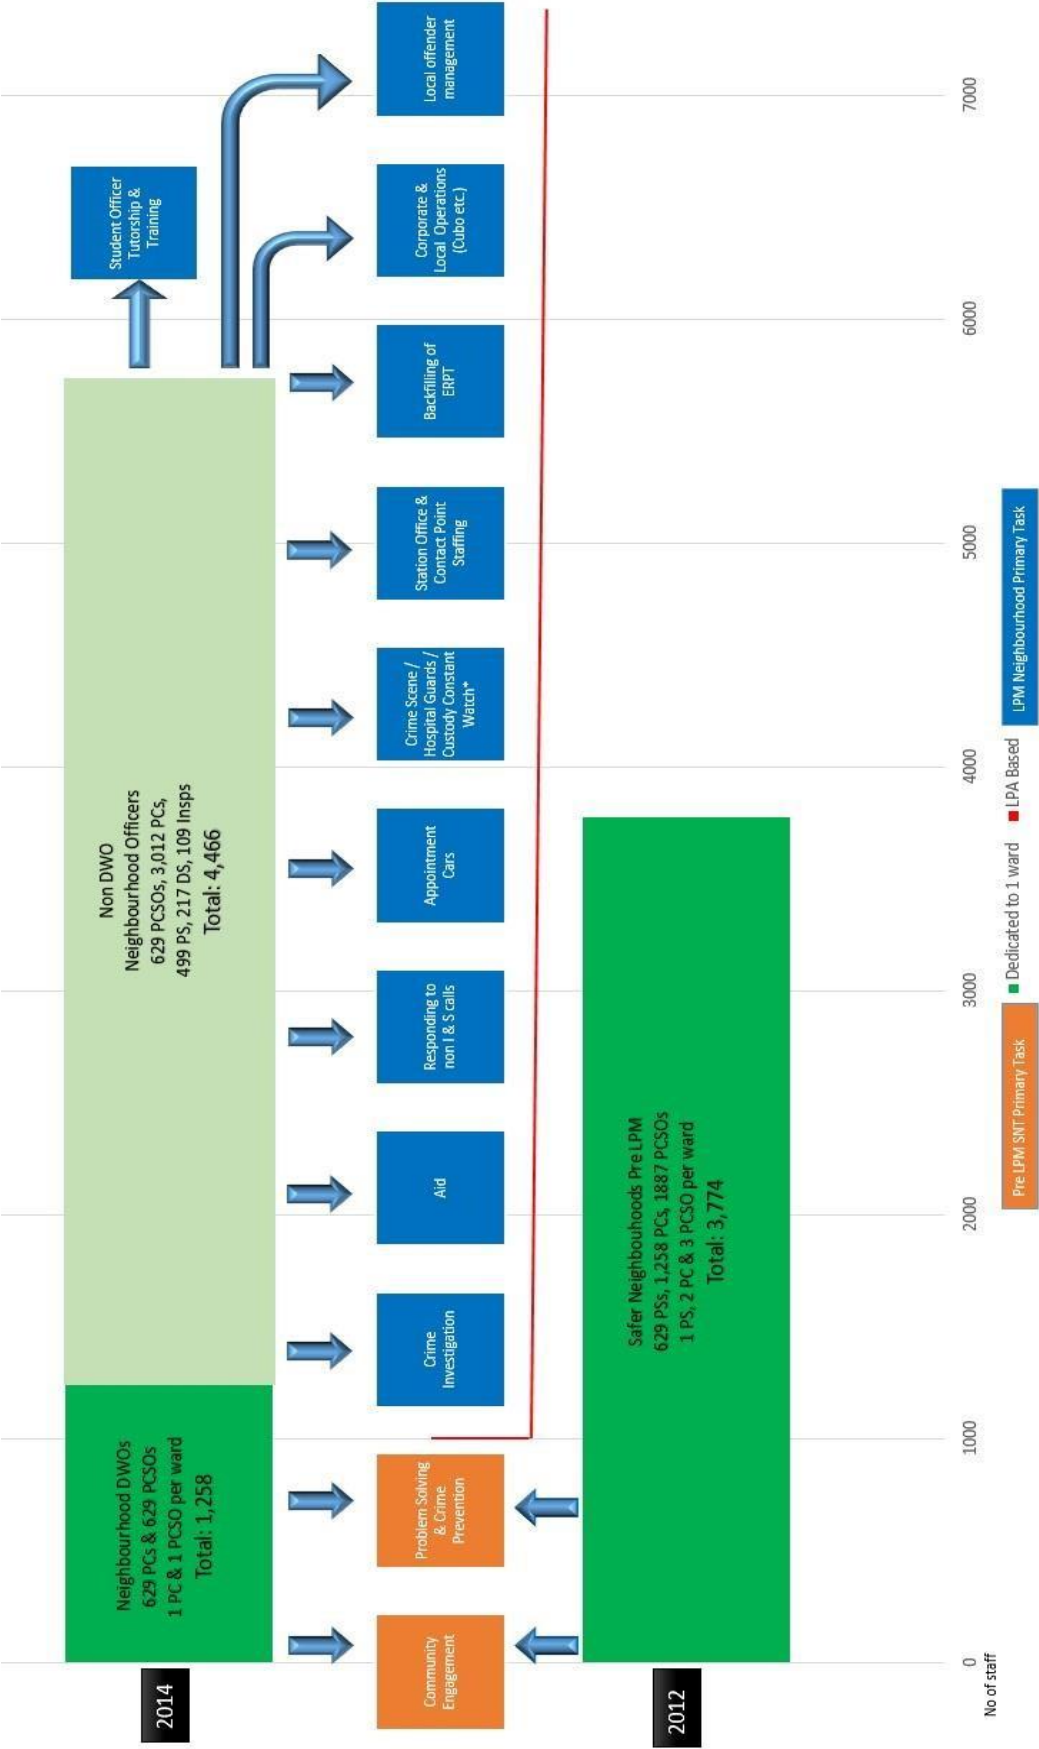 2014
Neighbourhood DWOs
629 PCs & 629 PCSOs
1 PC & 1 PCSO per ward
Total: 1,258
Non DWO
Neighbourhood Officers
629 PCSOs, 3,012 PCs,
499 PS, 217 DS, 109 Insps
Total: 4,466
Student Officer
Tutorship &
Training
Community
Engagement
Problem Solving
& Crime
Prevention
Crime
Investigation
Aid
Responding to
non I & S calls
Appointment
Cars
Crime Scene /
Hospital Guards /
Custody Constant
Watch*
Station Office &
Contact Point
Staffing
Backfilling of
ERPT
Corporate &
Local Operations
(Cubo etc.)
Local offender
management
2012
Safer Neighbouhoods Pre LPM
629 PSs, 1,258 PCs, 1887 PCSOs
1 PS, 2 PC & 3 PCSO per ward
Total: 3,774
0
1000
2000
3000
4000
5000
6000
7000
No of staff
Pre LPM SNT Primary Task
Dedicated to 1 ward
LPA Based
LPM Neighbourhood Primary Task